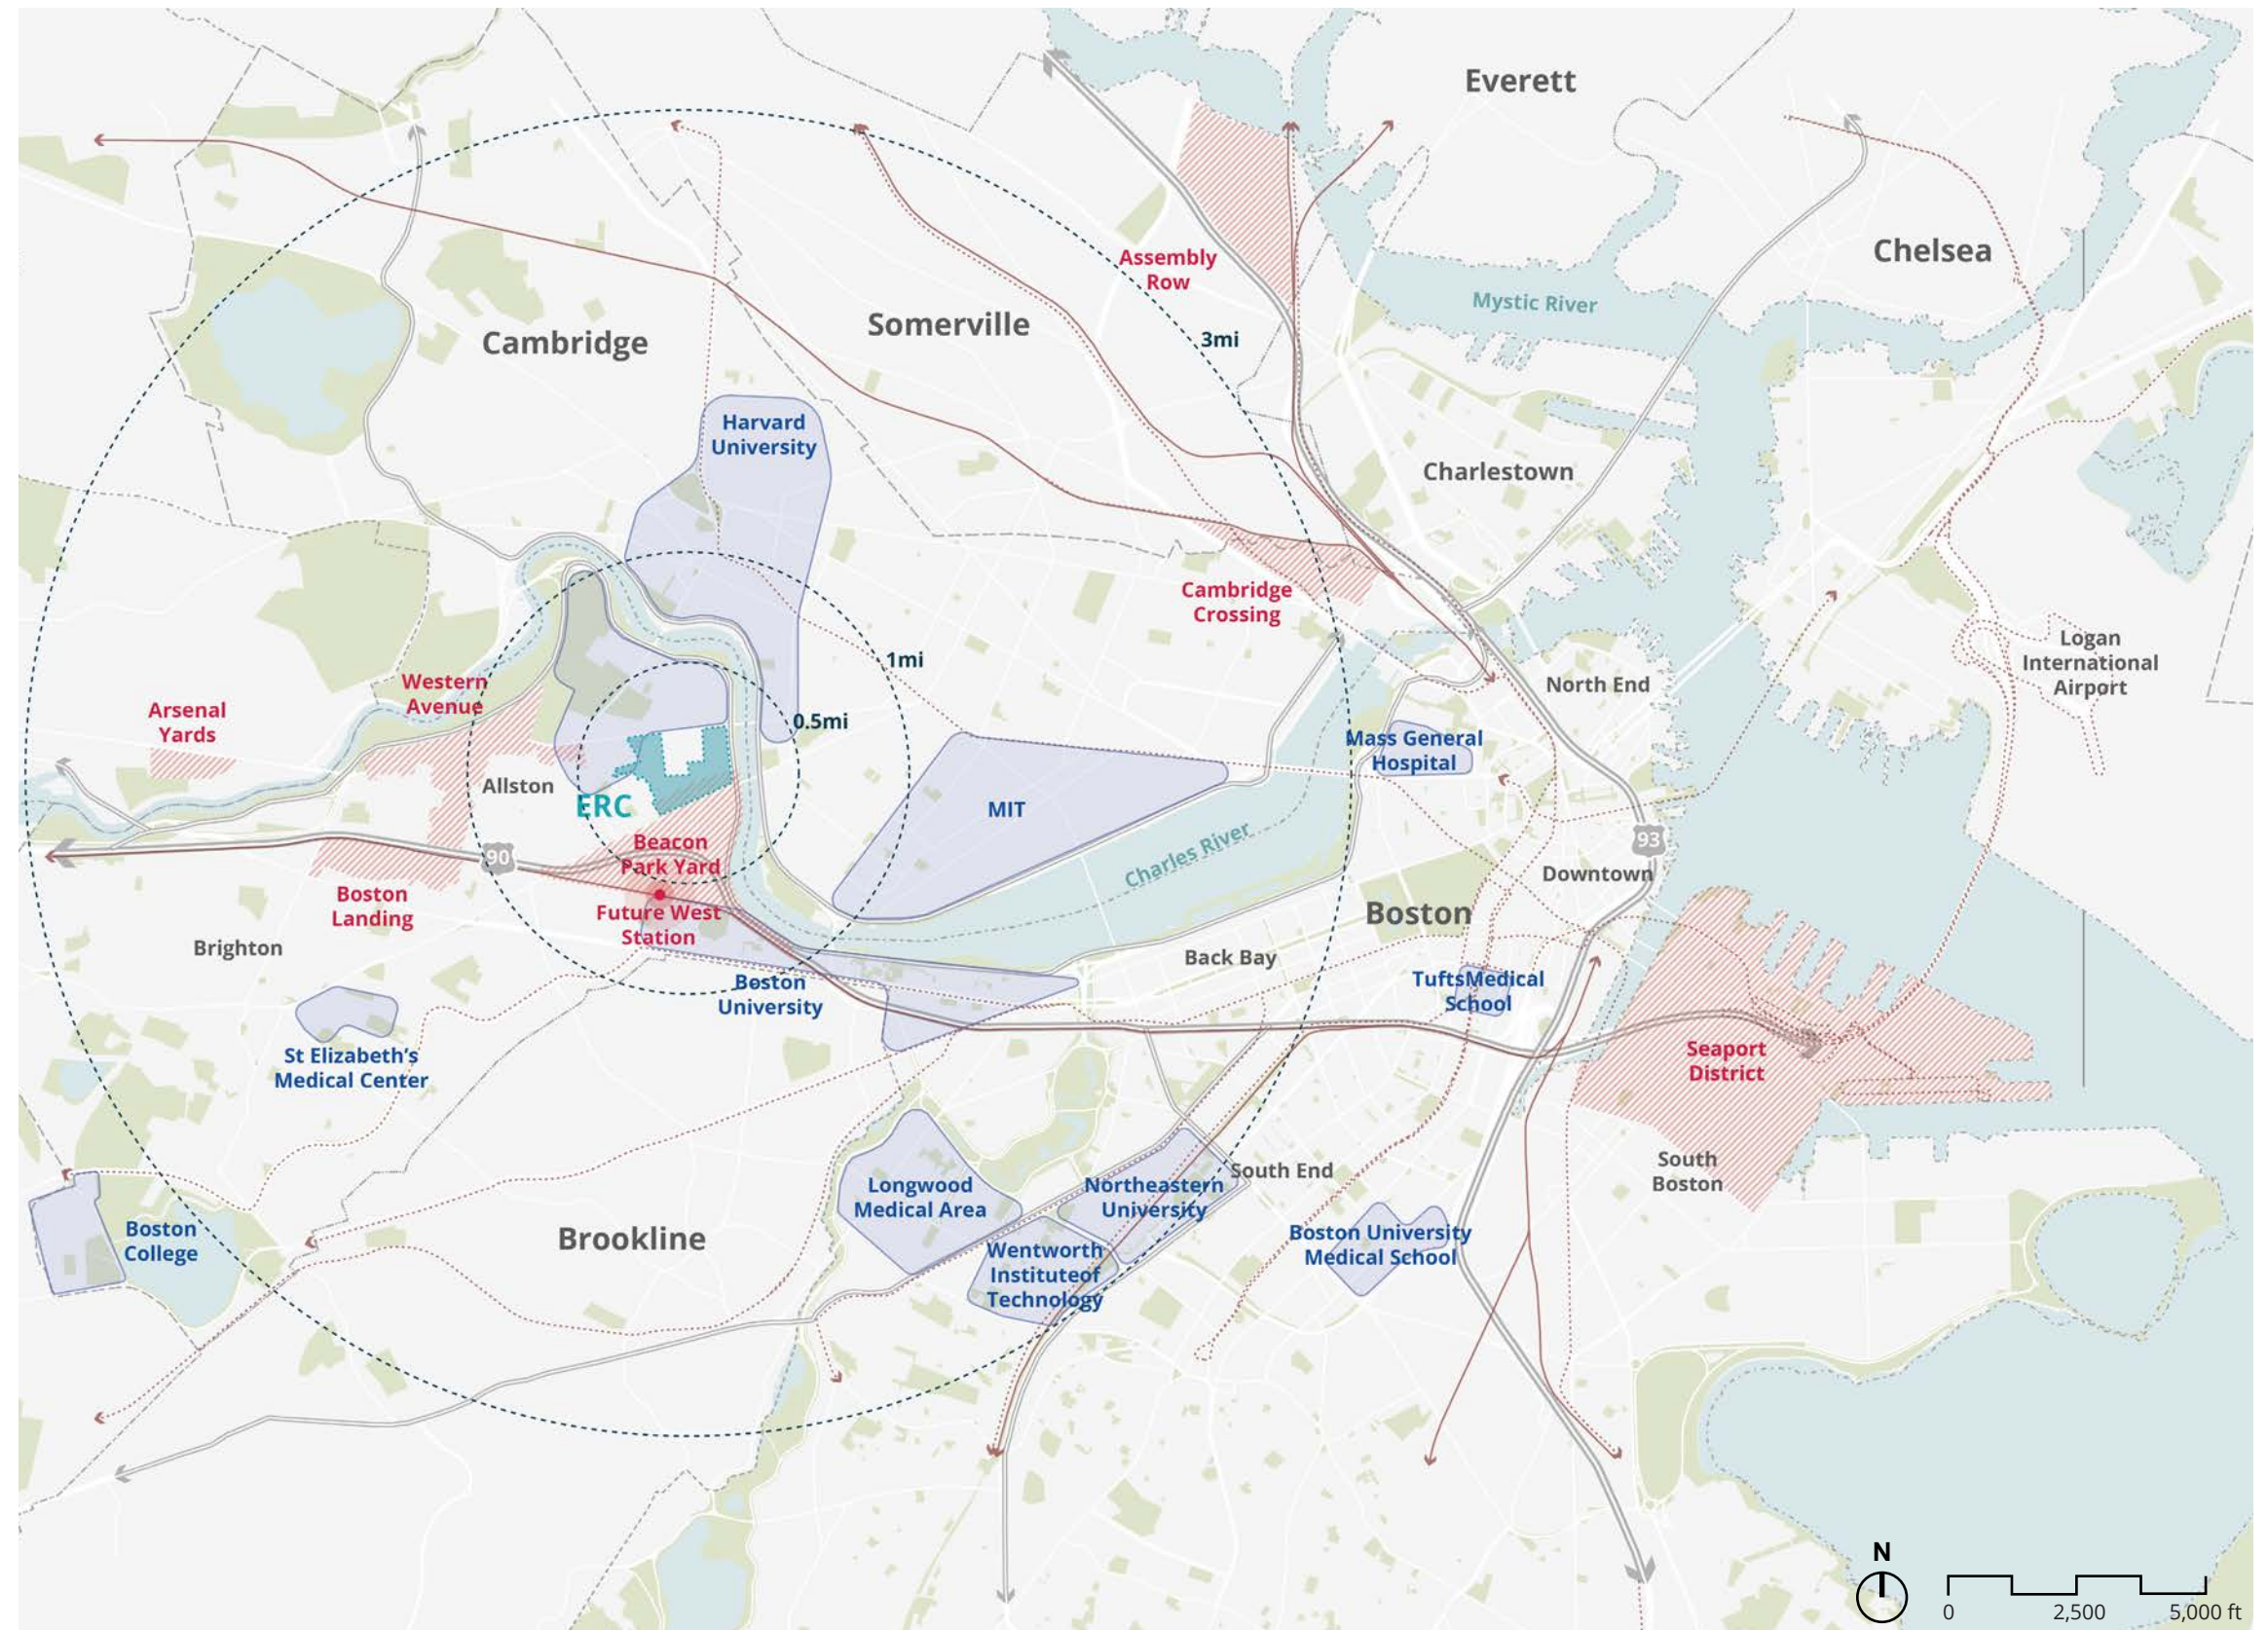 Everett
Chelsea
Assembly
Row
Mystic River
Somerville
Cambridge
3mi
Harvard
University
Charlestown
Cambridge
Crossing
Logan
International
Airport
1mi
North End
Western
Avenue
Arsenal
Yards
0.5mi
Mass General
Hospital
Allston
ERC
MIT
Beacon
Park Yard
90
93
Charles River
Downtown
Boston
Landing
Future West
Station
Boston
Brighton
Back Bay
Boston
University
TuftsMedical
School
St Elizabeth's
Medical Center
Seaport
District
South End
South
Boston
Longwood
Medical Area
Northeastern
University
Boston
College
Brookline
Wentworth
Instituteof
Technology
Boston University
Medical School
N
0
2,500
5,000 ft